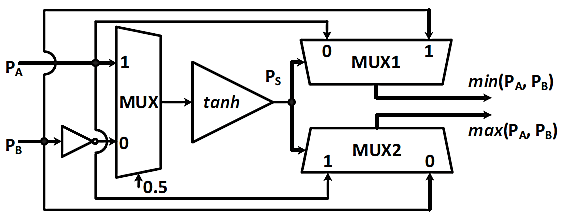 0 1
MUX1
P_A 1 P_S min(P_A, P_B)
MUX tanh
P_B 0 max(P_A, P_B)
MUX2
1 0
0.5